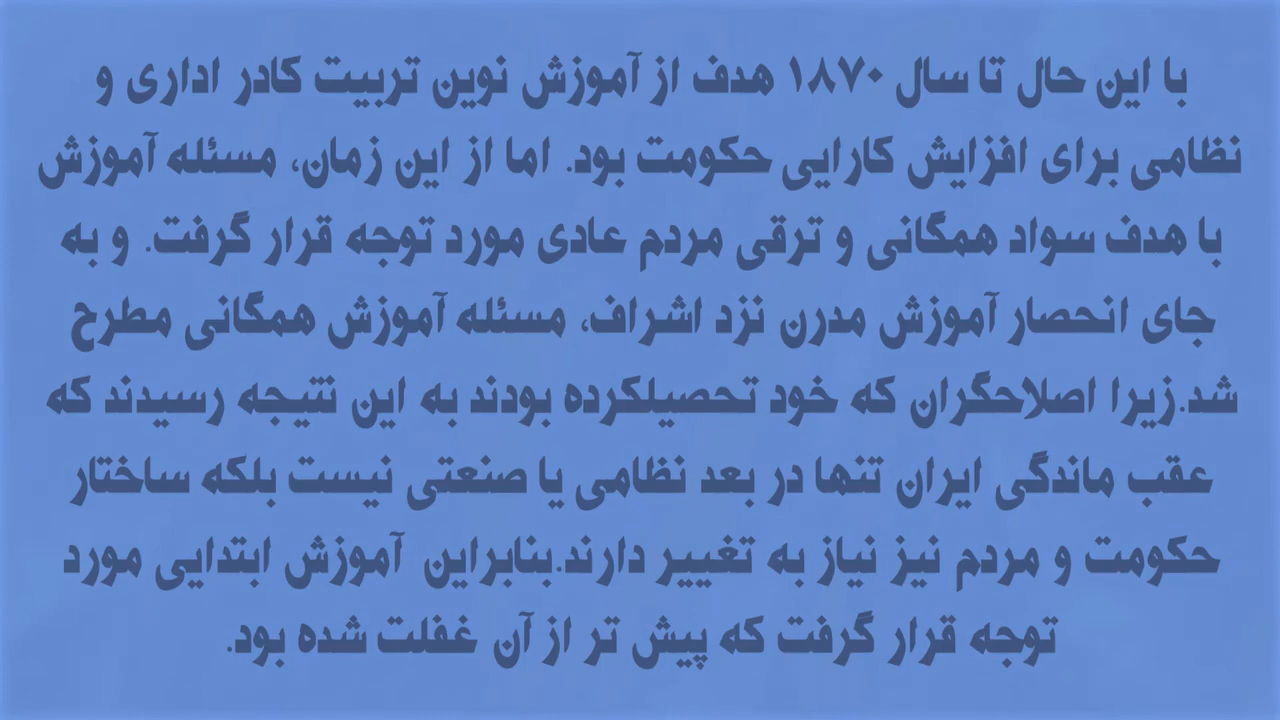 با این حال تا سال ۱۸۷۰ هدف از آموزش نوین تربیت کادر اداری و
نظامی برای افزایش کارایی حکومت بود. اما از این زمان، مسئله آموزش
با هدف سواد همگانی و ترقی مردم عادی مورد توجه قرار گرفت. و به
جای انحصار آموزش مدرن نزد اشراف، مسئله آموزش همگانی مطرح
شد.زیرا اصلاحگران که خود تحصیلکرده بودند به این نتیجه رسیدند که
عقب ماندگی ایران تنها در بعد نظامی یا صنعتی نیست بلکه ساختار
حکومت و مردم نیز نیاز به تغییر دارند.بنابراین آموزش ابتدایی مورد
توجه قرار گرفت که پیش تر از آن غفلت شده بود.